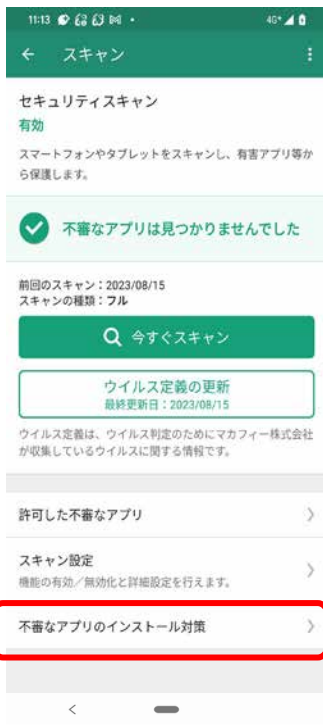 11:13
4G+
スキャン
セキュリティスキャン
有効
スマートフォンやタブレットをスキャンし、有害アプリ等か
ら保護します。
不審なアプリは見つかりませんでした
前回のスキャン：2023/08/15
スキャンの種類：フル
今すぐスキャン
ウイルス定義の更新
最終更新日：2023/08/15
ウイルス定義は、ウイルス判定のためにマカフィー株式会社
が収集しているウイルスに関する情報です。
許可した不審なアプリ
スキャン設定
機能の有効／無効化と詳細設定を行えます。
不審なアプリのインストール対策